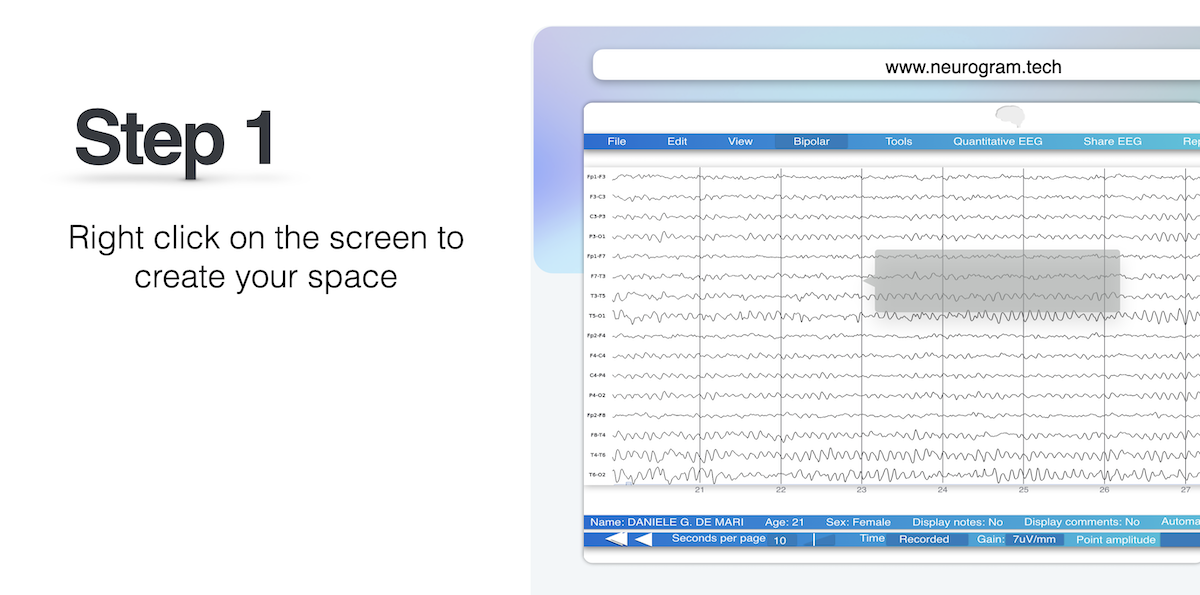 Step 1
Right click on the screen to
create your space
www.neurogram.tech
File Edit View Bipolar Tools Quantitative EEG Share EEG Rep
Fp1-F3
F3-C3
C3-P3
P3-O1
Fp1-F7
F7-T3
T3-T5
T5-O1
Fp2-F4
F4-C4
C4-P4
P4-O2
Fp2-F8
F8-T4
T4-T6
T6-O2
21 22 23 24 25 26 27
Name: DANIELE G. DE MARI Age: 21 Sex: Female Display notes: No Display comments: No Automa
Seconds per page 10 Time Recorded Gain: 7uV/mm Point amplitude